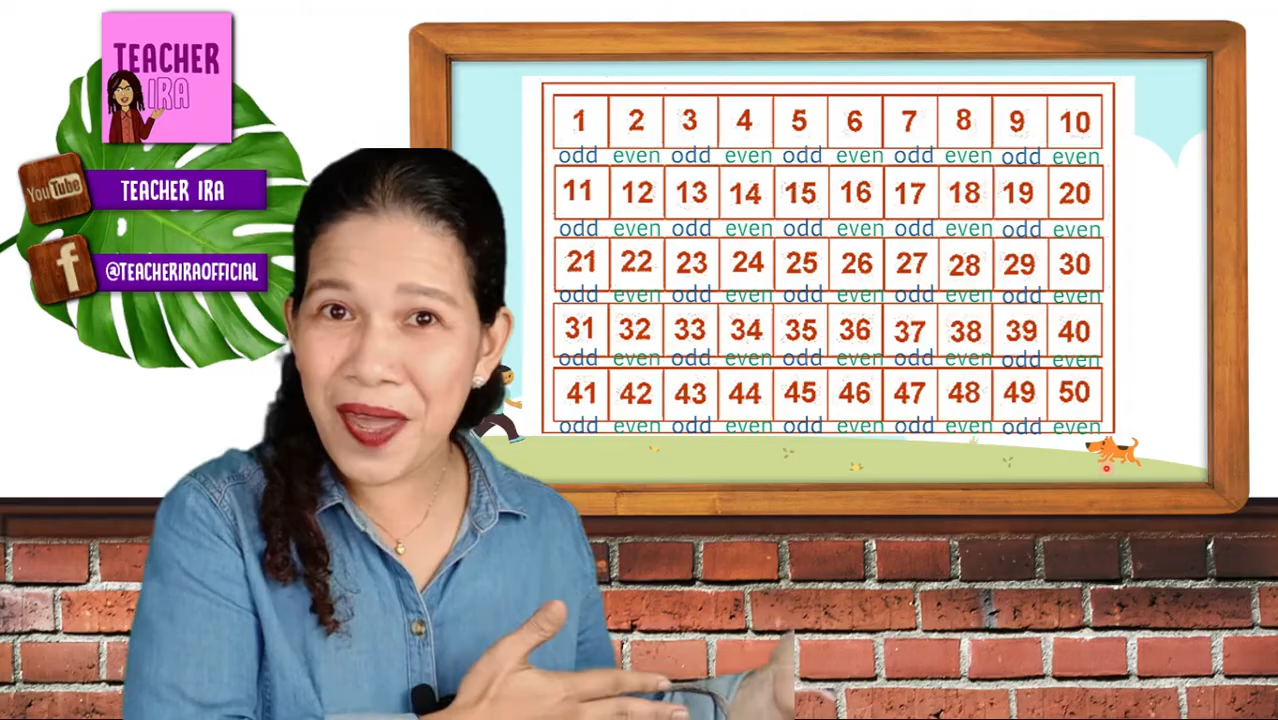 TEACHER
IRA
YouTube
TEACHER IRA
f
@TEACHERIRAOFFICIAL
1 2 3 4 5 6 7 8 9 10
odd even odd even odd even odd even odd even
11 12 13 14 15 16 17 18 19 20
odd even odd even odd even odd even odd even
21 22 23 24 25 26 27 28 29 30
odd even odd even odd even odd even odd even
31 32 33 34 35 36 37 38 39 40
odd even odd even odd even odd even odd even
41 42 43 44 45 46 47 48 49 50
odd even odd even odd even odd even odd even